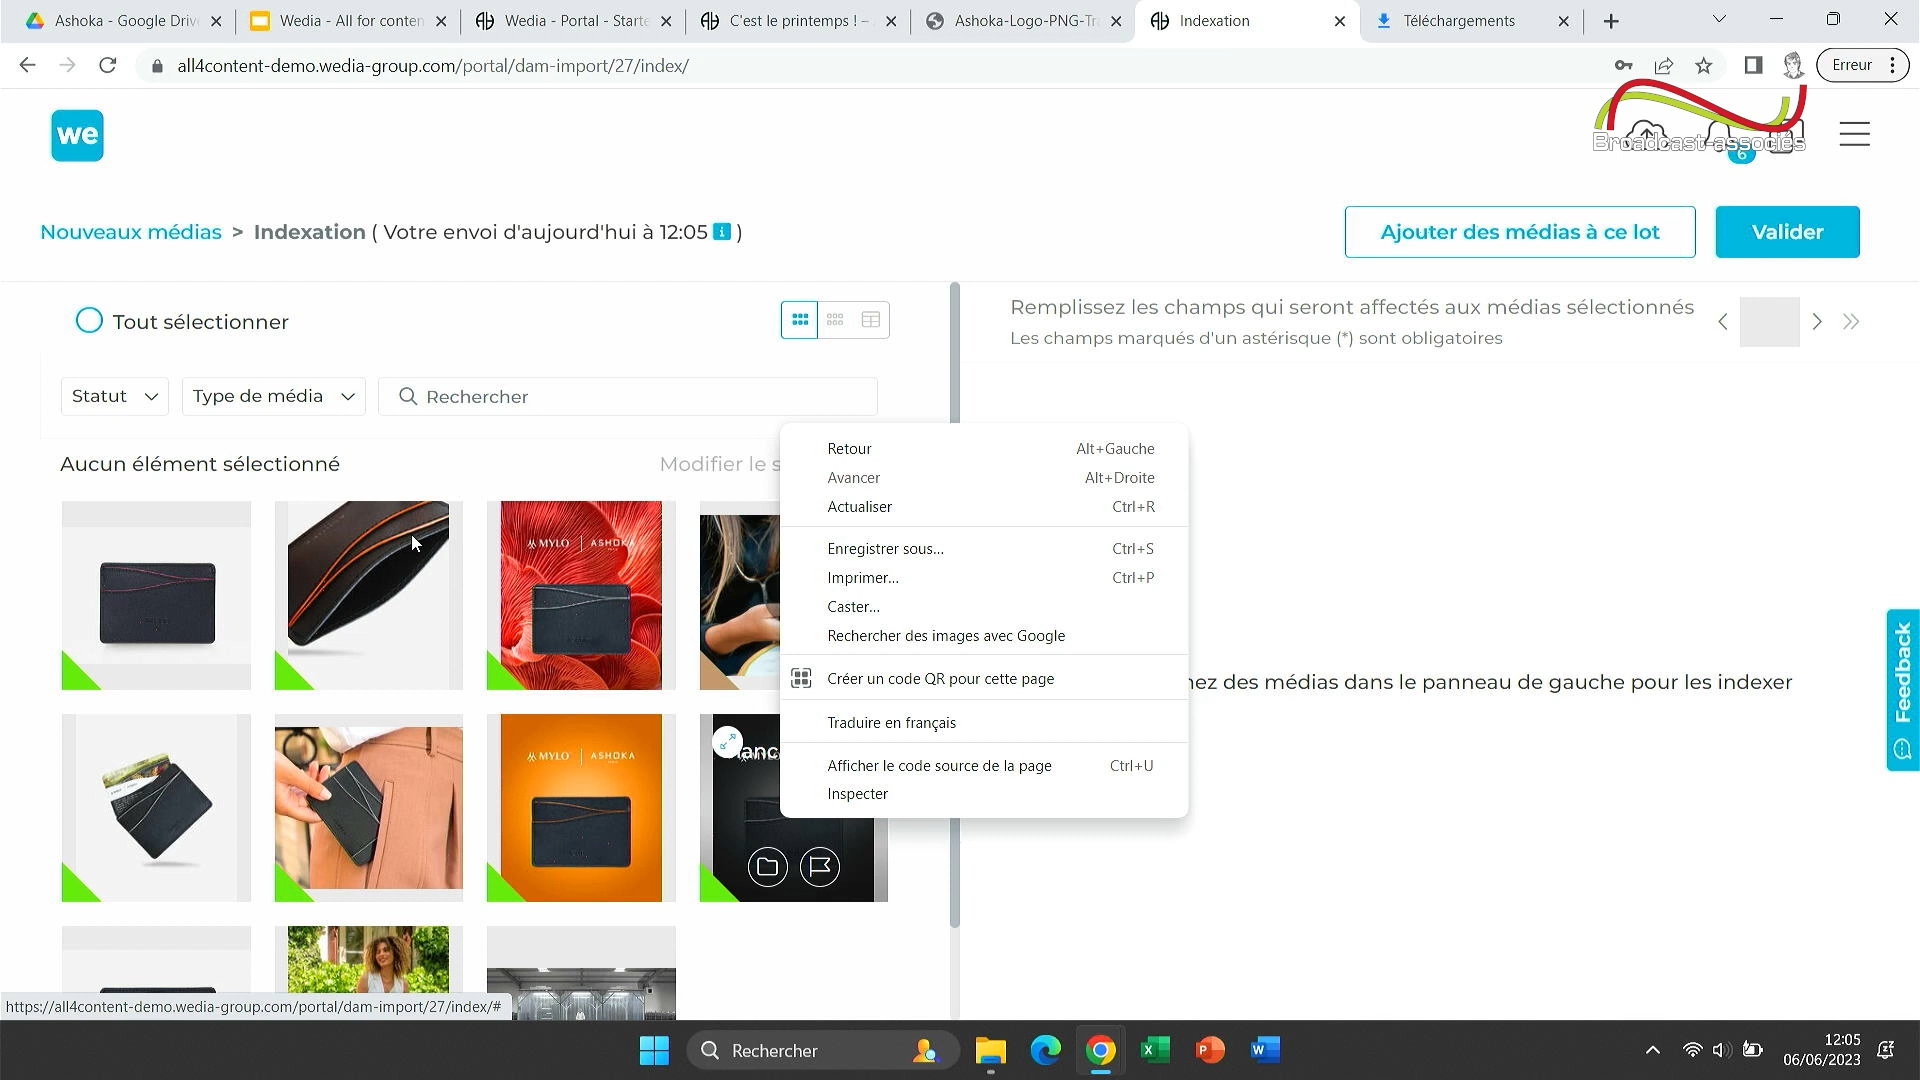 Ashoka - Google Driv
Wedia - All for conten
Wedia - Portal - Starte
C'est le printemps ! –
Ashoka-Logo-PNG-Tr
Indexation
Téléchargements
all4content-demo.wedia-group.com/portal/dam-import/27/index/
Erreur
we
Broadcast-associés
6
Nouveaux médias > Indexation ( Votre envoi d'aujourd'hui à 12:05 i )
Ajouter des médias à ce lot
Valider
Tout sélectionner
Remplissez les champs qui seront affectés aux médias sélectionnés
Les champs marqués d'un astérisque (*) sont obligatoires
Statut
Type de média
Rechercher
Aucun élément sélectionné
Modifier le s
Retour Alt+Gauche
Avancer Alt+Droite
Actualiser Ctrl+R
Enregistrer sous... Ctrl+S
Imprimer... Ctrl+P
Caster...
Rechercher des images avec Google
Créer un code QR pour cette page
Traduire en français
Afficher le code source de la page Ctrl+U
Inspecter
MYLO | ASHOKA
MYLO | ASHOKA
nez des médias dans le panneau de gauche pour les indexer
Feedback
https://all4content-demo.wedia-group.com/portal/dam-import/27/index/#
Rechercher
12:05
06/06/2023